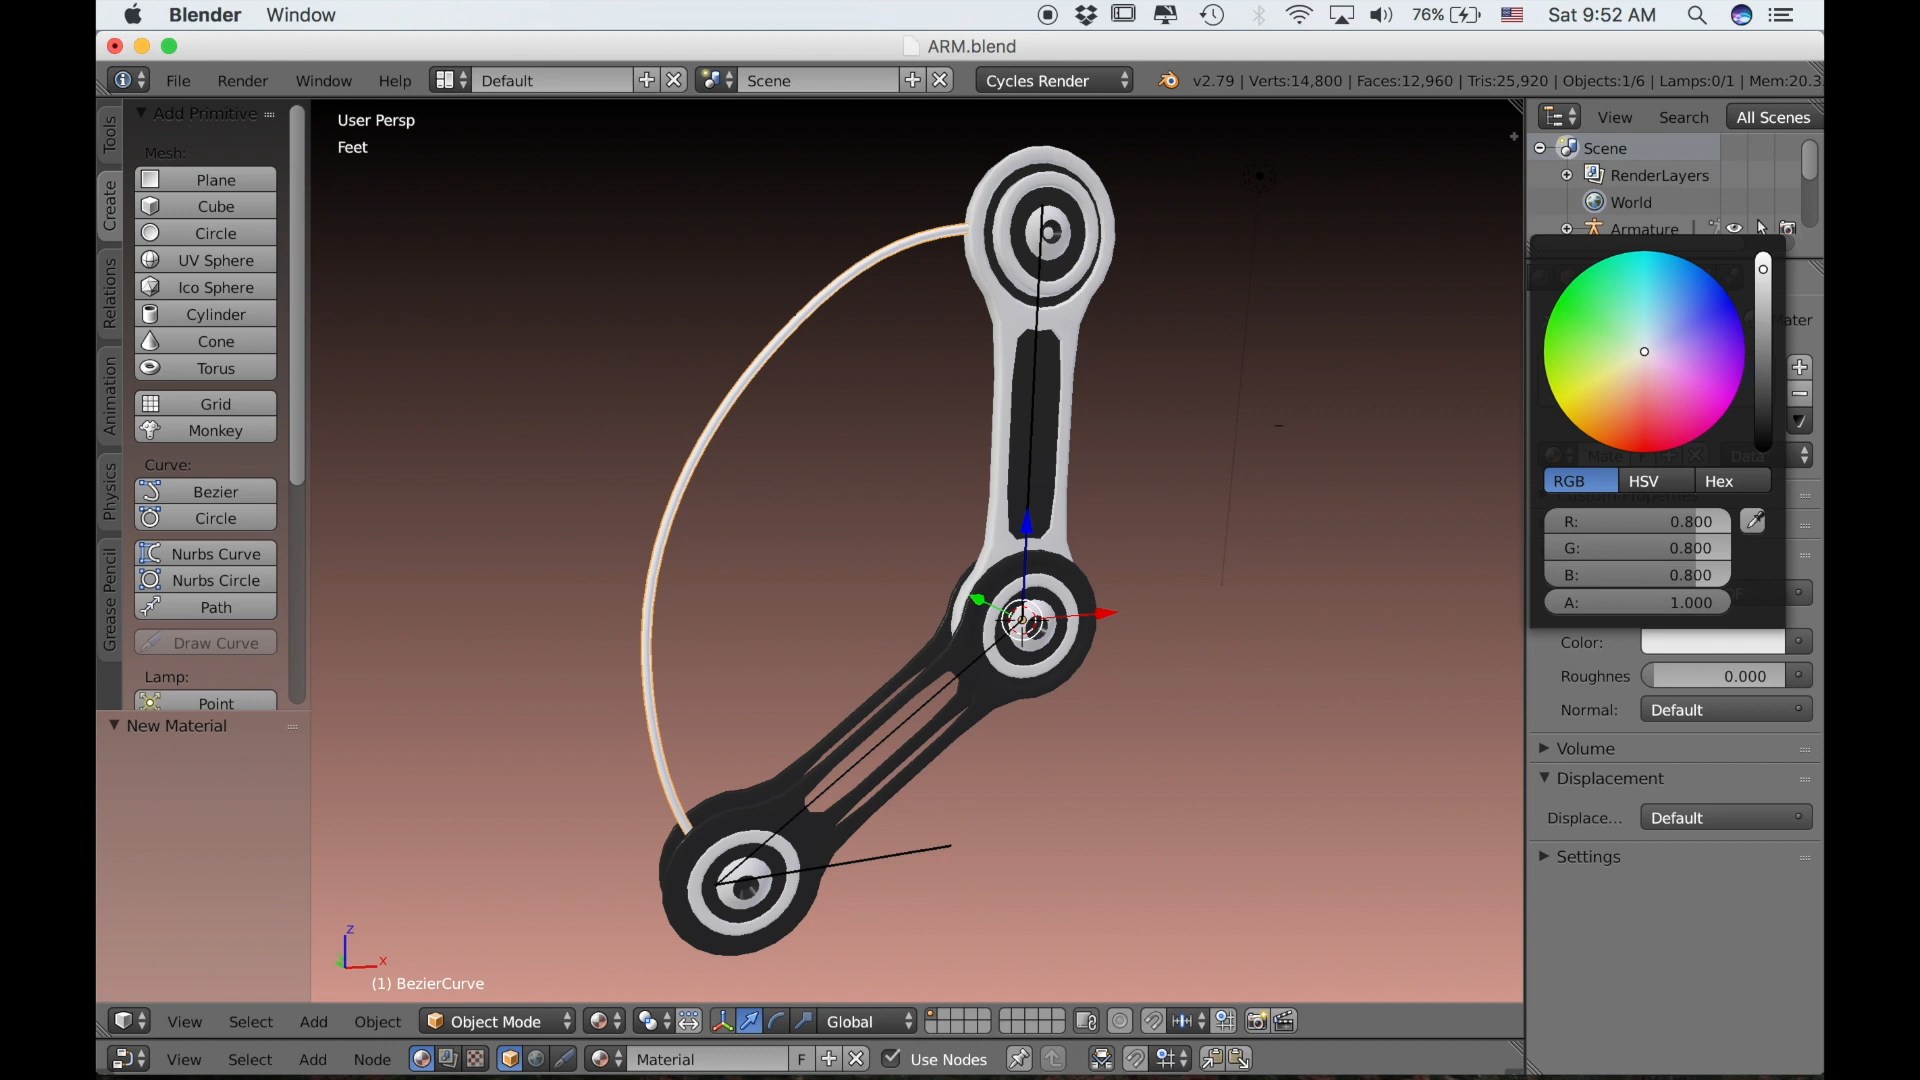 Blender Window 76% Sat 9:52 AM
ARM.blend
File Render Window Help Default Scene Cycles Render v2.79 | Verts:14,800 | Faces:12,960 | Tris:25,920 | Objects:1/6 | Lamps:0/1 | Mem:20.3
Tools
Create
Relations
Animation
Physics
Grease Pencil
Add Primitive
Mesh:
Plane
Cube
Circle
UV Sphere
Ico Sphere
Cylinder
Cone
Torus
Grid
Monkey
Curve:
Bezier
Circle
Nurbs Curve
Nurbs Circle
Path
Draw Curve
Lamp:
Point
New Material
User Persp
Feet
z
x
(1) BezierCurve
View Search All Scenes
Scene
RenderLayers
World
Armature
Mater
Mate F Data
RGB HSV Hex
Custom Properties
R: 0.800
G: 0.800
B: 0.800
A: 1.000
Color:
Roughnes 0.000
Normal: Default
Volume
Displacement
Displace... Default
Settings
View Select Add Object Object Mode Global
View Select Add Node Material F Use Nodes